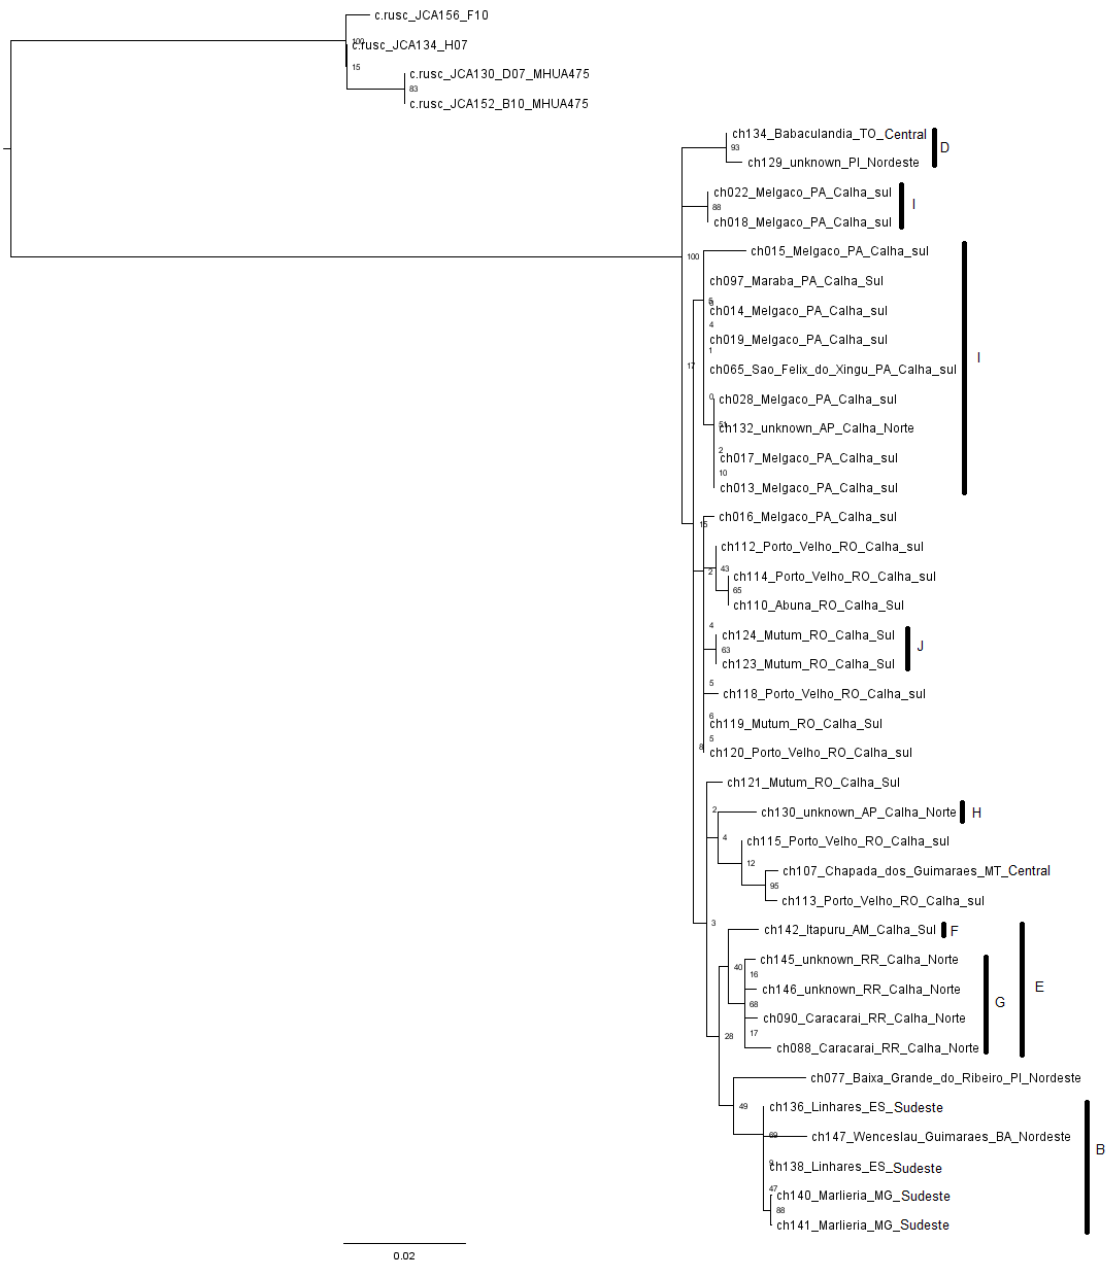 c.rusc_JCA156_F10
100
c.rusc_JCA134_H07
15
c.rusc_JCA130_D07_MHUA475
83
c.rusc_JCA152_B10_MHUA475
ch134_Babaculandia_TO_Central
93
D
ch129_unknown_PI_Nordeste
ch022_Melgaco_PA_Calha_sul
88
I
ch018_Melgaco_PA_Calha_sul
ch015_Melgaco_PA_Calha_sul
100
ch097_Maraba_PA_Calha_Sul
ch014_Melgaco_PA_Calha_sul
4
ch019_Melgaco_PA_Calha_sul
1
I
17
ch065_Sao_Felix_do_Xingu_PA_Calha_sul
0
ch028_Melgaco_PA_Calha_sul
ch132_unknown_AP_Calha_Norte
2
ch017_Melgaco_PA_Calha_sul
10
ch013_Melgaco_PA_Calha_sul
ch016_Melgaco_PA_Calha_sul
15
ch112_Porto_Velho_RO_Calha_sul
2
43
ch114_Porto_Velho_RO_Calha_sul
65
ch110_Abuna_RO_Calha_Sul
4
ch124_Mutum_RO_Calha_Sul
63
J
ch123_Mutum_RO_Calha_Sul
5
ch118_Porto_Velho_RO_Calha_sul
6
ch119_Mutum_RO_Calha_Sul
5
8
ch120_Porto_Velho_RO_Calha_sul
ch121_Mutum_RO_Calha_Sul
2
ch130_unknown_AP_Calha_Norte
H
4
ch115_Porto_Velho_RO_Calha_sul
12
ch107_Chapada_dos_Guimaraes_MT_Central
95
ch113_Porto_Velho_RO_Calha_sul
3
ch142_Itapuru_AM_Calha_Sul
F
ch145_unknown_RR_Calha_Norte
40
16
ch146_unknown_RR_Calha_Norte
E
68
G
ch090_Caracarai_RR_Calha_Norte
17
28
ch088_Caracarai_RR_Calha_Norte
ch077_Baixa_Grande_do_Ribeiro_PI_Nordeste
49
ch136_Linhares_ES_Sudeste
69
ch147_Wenceslau_Guimaraes_BA_Nordeste
B
ch138_Linhares_ES_Sudeste
47
ch140_Marlieria_MG_Sudeste
88
ch141_Marlieria_MG_Sudeste
0.02